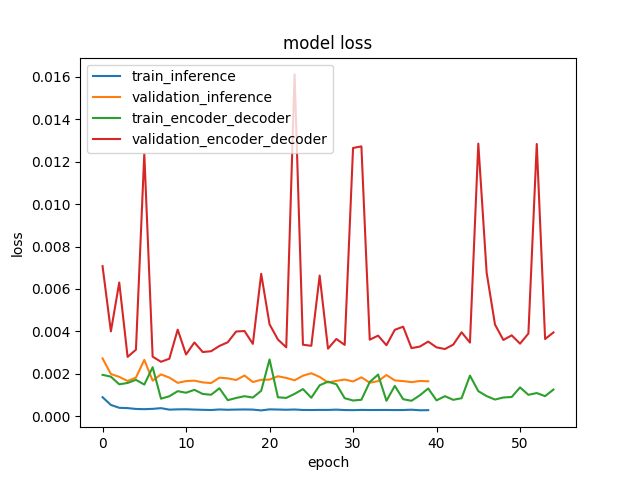 model loss
train_inference
validation_inference
train_encoder_decoder
validation_encoder_decoder
loss
0.016
0.014
0.012
0.010
0.008
0.006
0.004
0.002
0.000
0 10 20 30 40 50
epoch